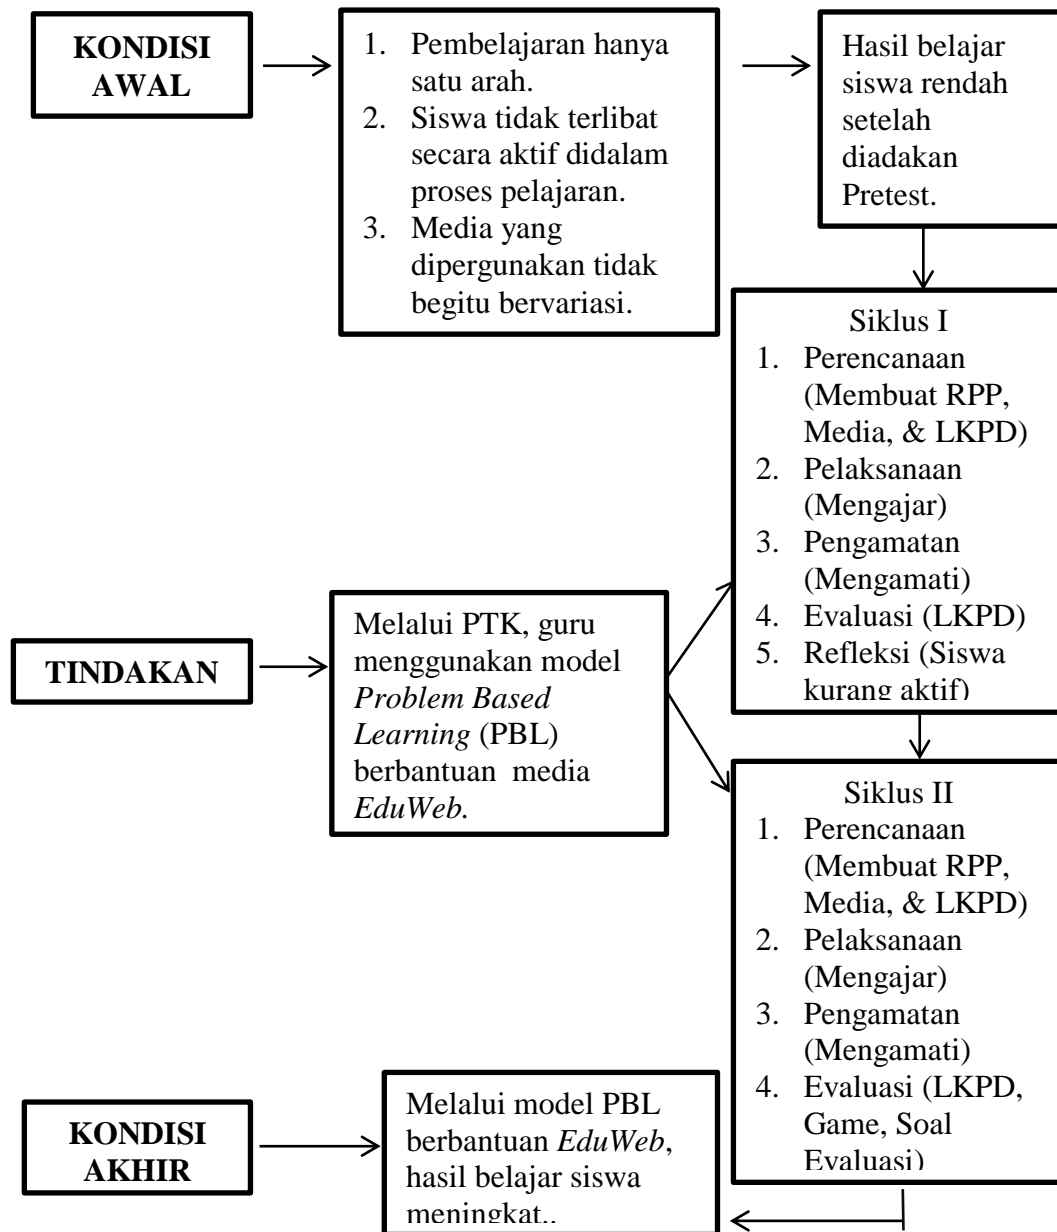 KONDISI
AWAL
1. Pembelajaran hanya
satu arah.
2. Siswa tidak terlibat
secara aktif didalam
proses pelajaran.
3. Media yang
dipergunakan tidak
begitu bervariasi.
Hasil belajar
siswa rendah
setelah
diadakan
Pretest.
Siklus I
1. Perencanaan
(Membuat RPP,
Media, & LKPD)
2. Pelaksanaan
(Mengajar)
3. Pengamatan
(Mengamati)
4. Evaluasi (LKPD)
5. Refleksi (Siswa
kurang aktif)
TINDAKAN
Melalui PTK, guru
menggunakan model
Problem Based
Learning (PBL)
berbantuan media
EduWeb.
Siklus II
1. Perencanaan
(Membuat RPP,
Media, & LKPD)
2. Pelaksanaan
(Mengajar)
3. Pengamatan
(Mengamati)
4. Evaluasi (LKPD,
Game, Soal
Evaluasi)
KONDISI
AKHIR
Melalui model PBL
berbantuan EduWeb,
hasil belajar siswa
meningkat..